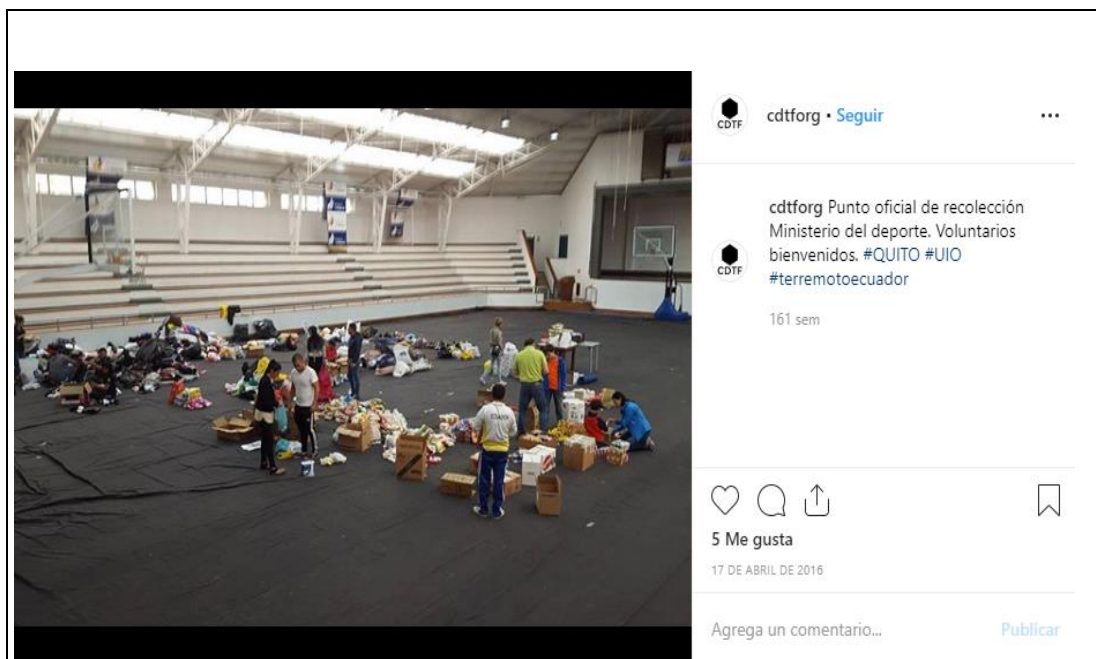 CDTF
cdtforg • Seguir
CDTF
cdtforg Punto oficial de recolección
Ministerio del deporte. Voluntarios
bienvenidos. #QUITO #UIO
#terremotoecuador
161 sem
5 Me gusta
17 DE ABRIL DE 2016
Agrega un comentario...
Publicar
ECUADOR